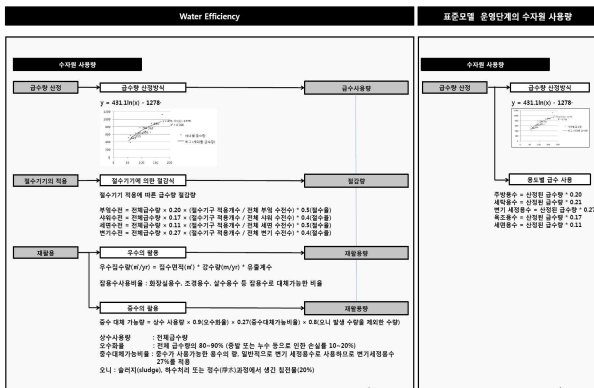 Water Efficiency
표준모델 운영단계의 수자원 사용량
수자원 사용량
급수량 산정
급수량 산정방식
급수사용량
y = 431.1ln(x) - 1278
절수기기의 적용
절수기기에 의한 절감식
절감량
절수기기 적용에 따른 급수량 절감량
부엌수전 = 전체급수량 × 0.20 × (절수기구 적용개수 / 전체 부엌 수전수) * 0.5(절수율)
샤워수전 = 전체급수량 × 0.17 × (절수기구 적용개수 / 전체 샤워 수전수) * 0.4(절수율)
세면수전 = 전체급수량 × 0.11 × (절수기구 적용개수 / 전체 세면 수전수) * 0.5(절수율)
변기수전 = 전체급수량 × 0.27 × (절수기구 적용개수 / 전체 변기 수전수) * 0.4(절수율)
재활용
우수의 활용
재활용량
우수집수량(㎥/yr) = 집수면적(㎡) * 강수량(m/yr) * 유출계수
잡용수사용비율 : 화장실용수, 조경용수, 살수용수 등 잡용수로 대체가능한 비율
중수의 활용
재활용량
중수 대체 가능량 = 상수 사용량 × 0.9(오수화율) × 0.27(중수대체가능비율) × 0.8(오니 발생 수량을 제외한 수량)
상수사용량 : 전체급수량
오수화율 : 전체 급수량의 80~90% (증발 또는 누수 등으로 인한 손실률 10~20%)
중수대체가능비율 : 중수가 사용가능한 용수의 량, 일반적으로 변기 세정용수로 사용하므로 변기세정용수
27%를 적용
오니 : 슬러지(sludge), 하수처리 또는 정수(淨水)과정에서 생긴 침전물(20%)
수자원 사용량
급수량 산정
급수량 산정방식
y = 431.1ln(x) - 1278
용도별 급수 사용
주방용수 = 산정된 급수량 * 0.20
세탁용수 = 산정된 급수량 * 0.21
변기 세정용수 = 산정된 급수량 * 0.27
욕조용수 = 산정된 급수량 * 0.17
세면용수 = 산정된 급수량 * 0.11